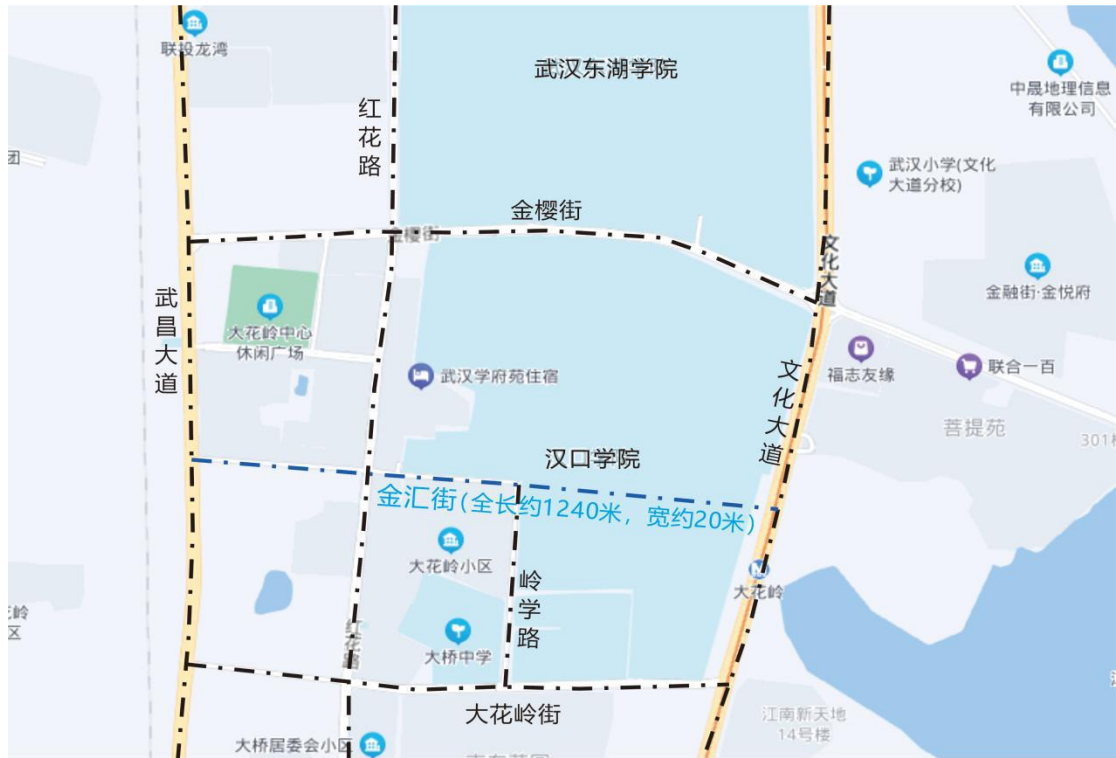 联投龙湾
武汉东湖学院
中晟地理信息
有限公司
红花路
团
武汉小学(文化
大道分校)
金樱街
金樱街
文化大道
金融街·金悦府
武昌大道
大花岭中心
休闲广场
武汉学府苑住宿
福志友缘
联合一百
文化大道
菩提苑
301
汉口学院
金汇街(全长约1240米，宽约20米)
大花岭小区
岭学路
大花岭
岭
区
红花路
大桥中学
大花岭街
江南新天地
14号楼
大桥居委会小区